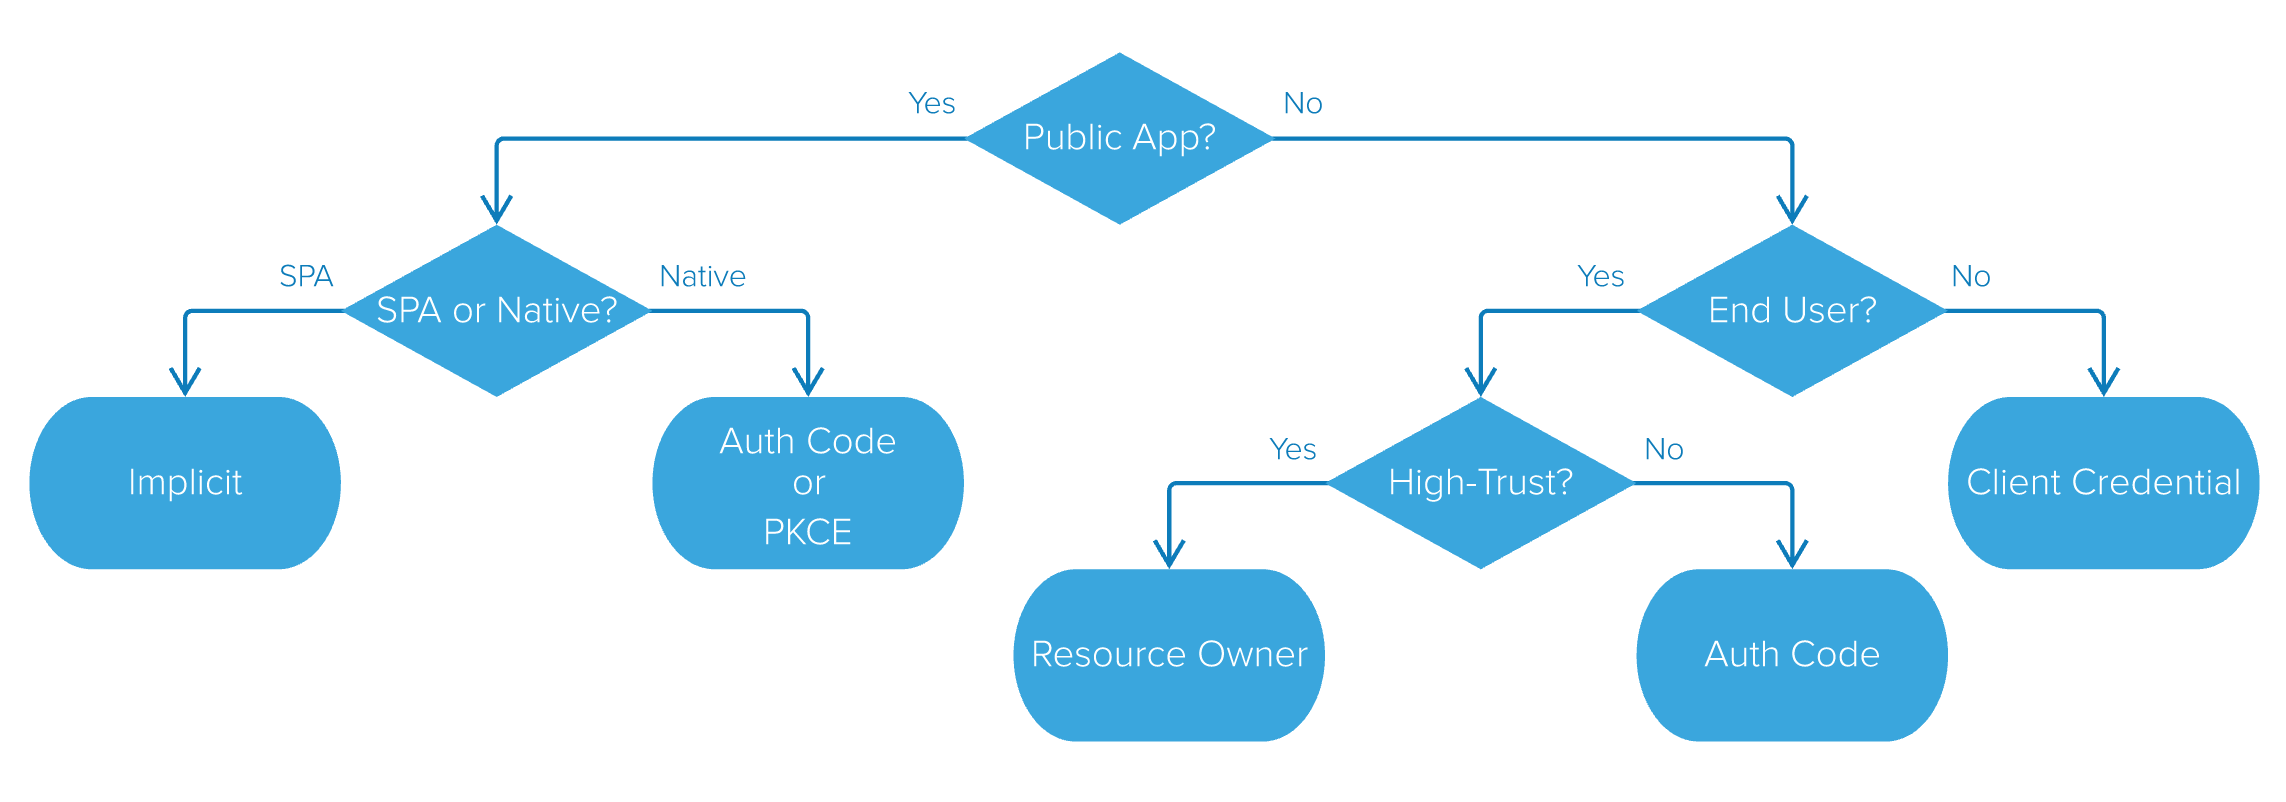 Yes
No
Public App?
SPA
Native
Yes
No
SPA or Native?
End User?
Auth Code
Yes
No
Implicit
or
High-Trust?
Client Credential
PKCE
Resource Owner
Auth Code